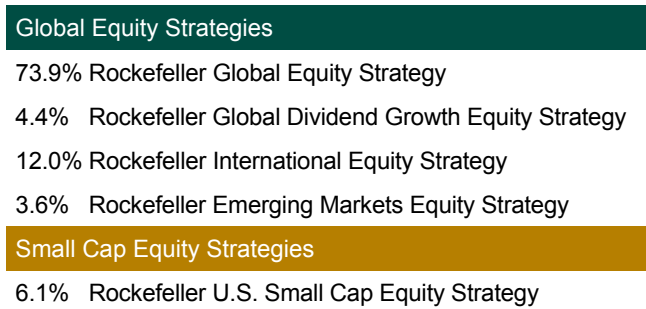 Global Equity Strategies
73.9% Rockefeller Global Equity Strategy
4.4% Rockefeller Global Dividend Growth Equity Strategy
12.0% Rockefeller International Equity Strategy
3.6% Rockefeller Emerging Markets Equity Strategy
Small Cap Equity Strategies
6.1% Rockefeller U.S. Small Cap Equity Strategy